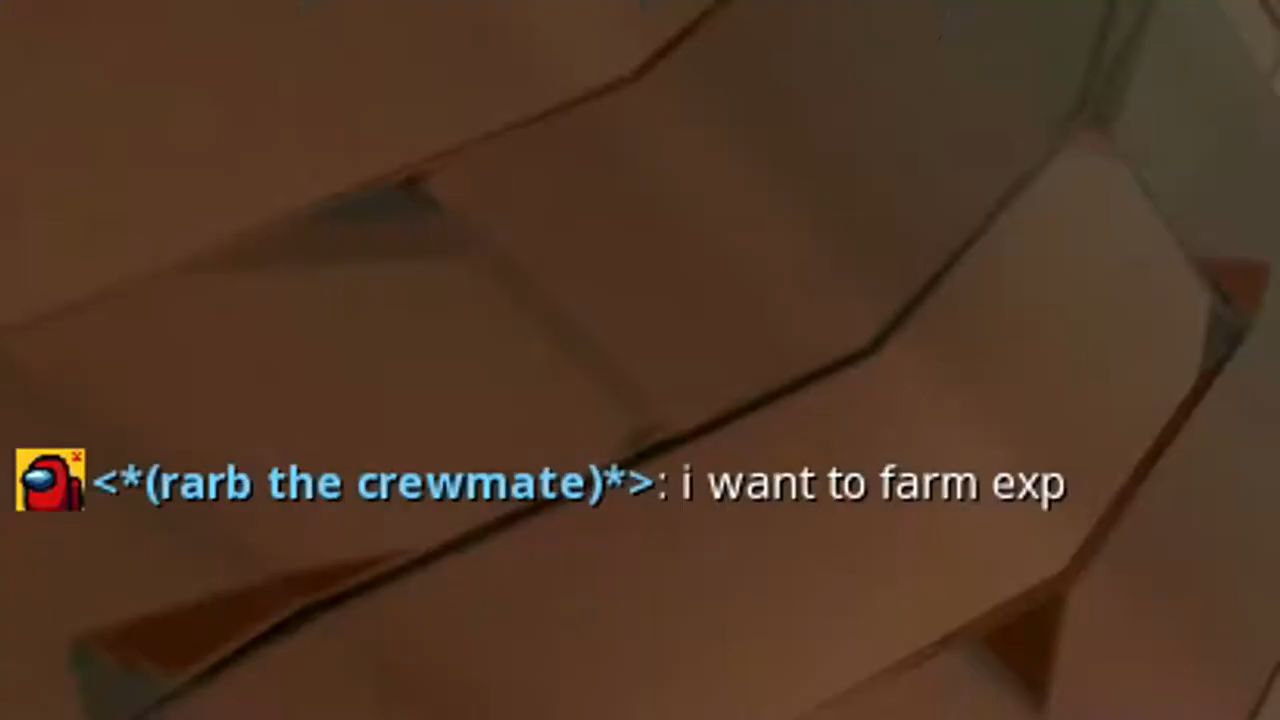 <*(rarb the crewmate)*>: i want to farm exp